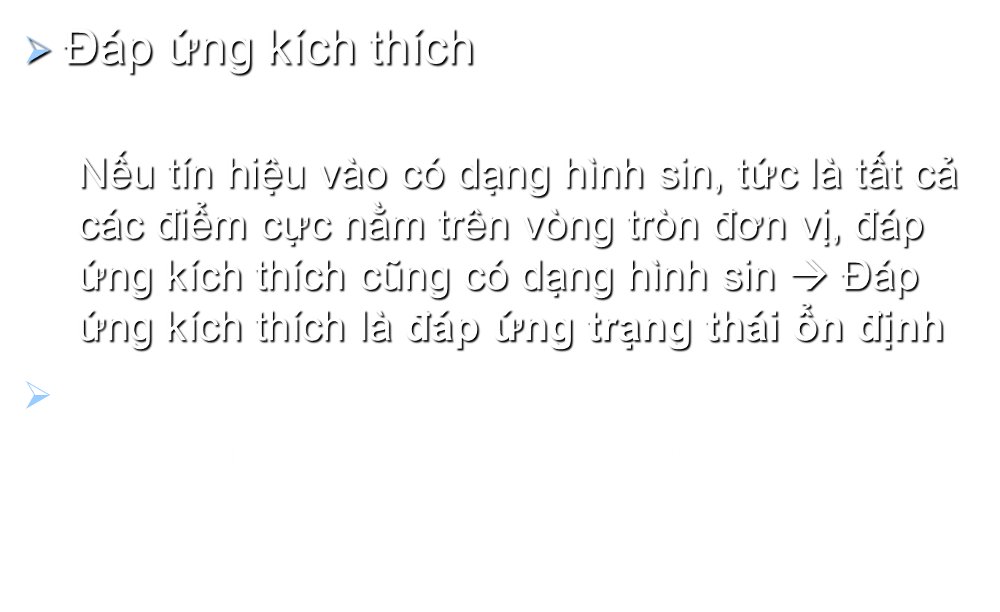 ➢ Đáp ứng kích thích
Nếu tín hiệu vào có dạng hình sin, tức là tất cả
các điểm cực nằm trên vòng tròn đơn vị, đáp
ứng kích thích cũng có dạng hình sin → Đáp
ứng kích thích là đáp ứng trạng thái ổn định
➢